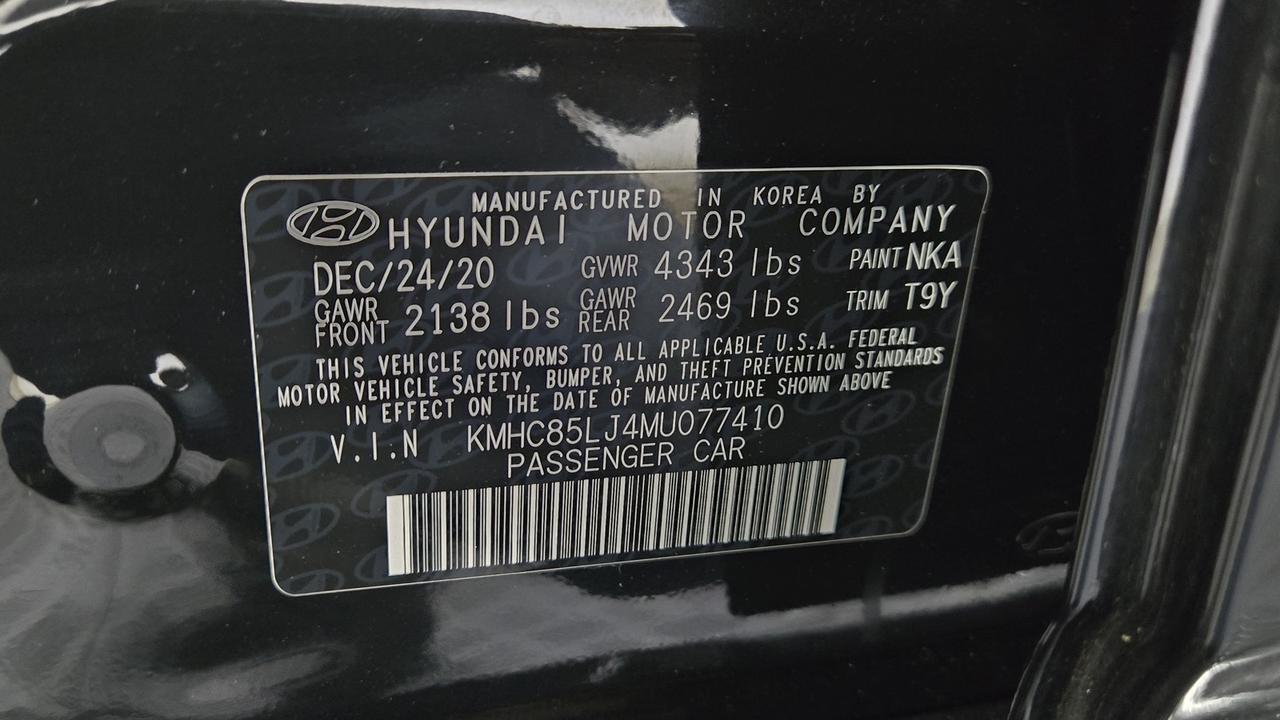 MANUFACTURED IN KOREA BY
HYUNDAI MOTOR COMPANY
DEC/24/20 GVWR 4343 lbs PAINT NKA
GAWR FRONT 2138 lbs GAWR REAR 2469 lbs TRIM T9Y
THIS VEHICLE CONFORMS TO ALL APPLICABLE U.S.A. FEDERAL
MOTOR VEHICLE SAFETY, BUMPER, AND THEFT PREVENTION STANDARDS
IN EFFECT ON THE DATE OF MANUFACTURE SHOWN ABOVE
V.I.N KMHC85LJ4MU077410
PASSENGER CAR